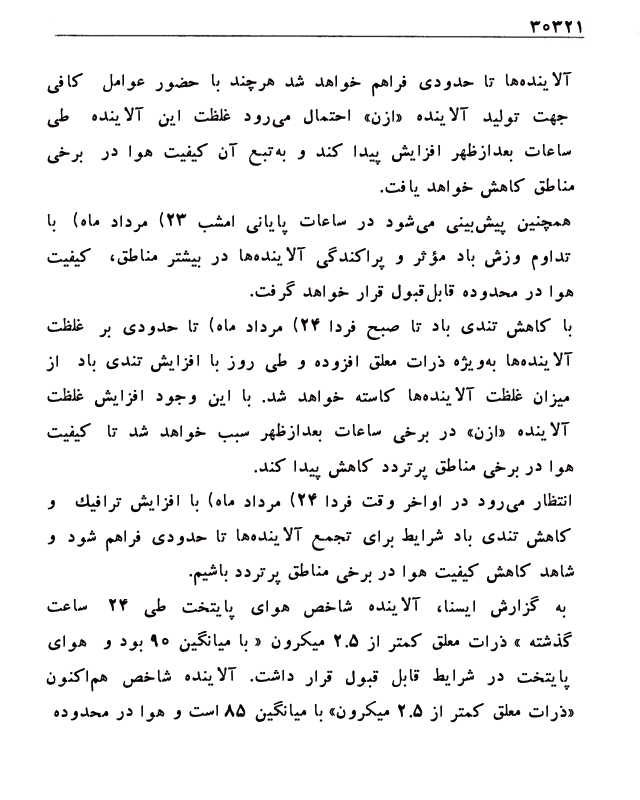 ۳۰۳۲۱
آلاینده‌ها تا حدودی فراهم خواهد شد هرچند با حضور عوامل کافی
جهت تولید آلاینده «ازن» احتمال می‌رود غلظت این آلاینده طی
ساعات بعدازظهر افزایش پیدا کند و به‌تبع آن کیفیت هوا در برخی
مناطق کاهش خواهد یافت.
همچنین پیش‌بینی می‌شود در ساعات پایانی امشب ۲۳) مرداد ماه) با
تداوم وزش باد مؤثر و پراکندگی آلاینده‌ها در بیشتر مناطق، کیفیت
هوا در محدوده قابل‌قبول قرار خواهد گرفت.
با کاهش تندی باد تا صبح فردا ۲۴) مرداد ماه) تا حدودی بر غلظت
آلاینده‌ها به‌ویژه ذرات معلق افزوده و طی روز با افزایش تندی باد از
میزان غلظت آلاینده‌ها کاسته خواهد شد. با این وجود افزایش غلظت
آلاینده «ازن» در برخی ساعات بعدازظهر سبب خواهد شد تا کیفیت
هوا در برخی مناطق پرتردد کاهش پیدا کند.
انتظار می‌رود در اواخر وقت فردا ۲۴) مرداد ماه) با افزایش ترافیک و
کاهش تندی باد شرایط برای تجمع آلاینده‌ها تا حدودی فراهم شود و
شاهد کاهش کیفیت هوا در برخی مناطق پرتردد باشیم.
به گزارش ایسنا، آلاینده شاخص هوای پایتخت طی ۲۴ ساعت
گذشته » ذرات معلق کمتر از ۲.۵ میکرون « با میانگین ۹۰ بود و هوای
پایتخت در شرایط قابل قبول قرار داشت. آلاینده شاخص هم‌اکنون
«ذرات معلق کمتر از ۲.۵ میکرون» با میانگین ۸۵ است و هوا در محدوده